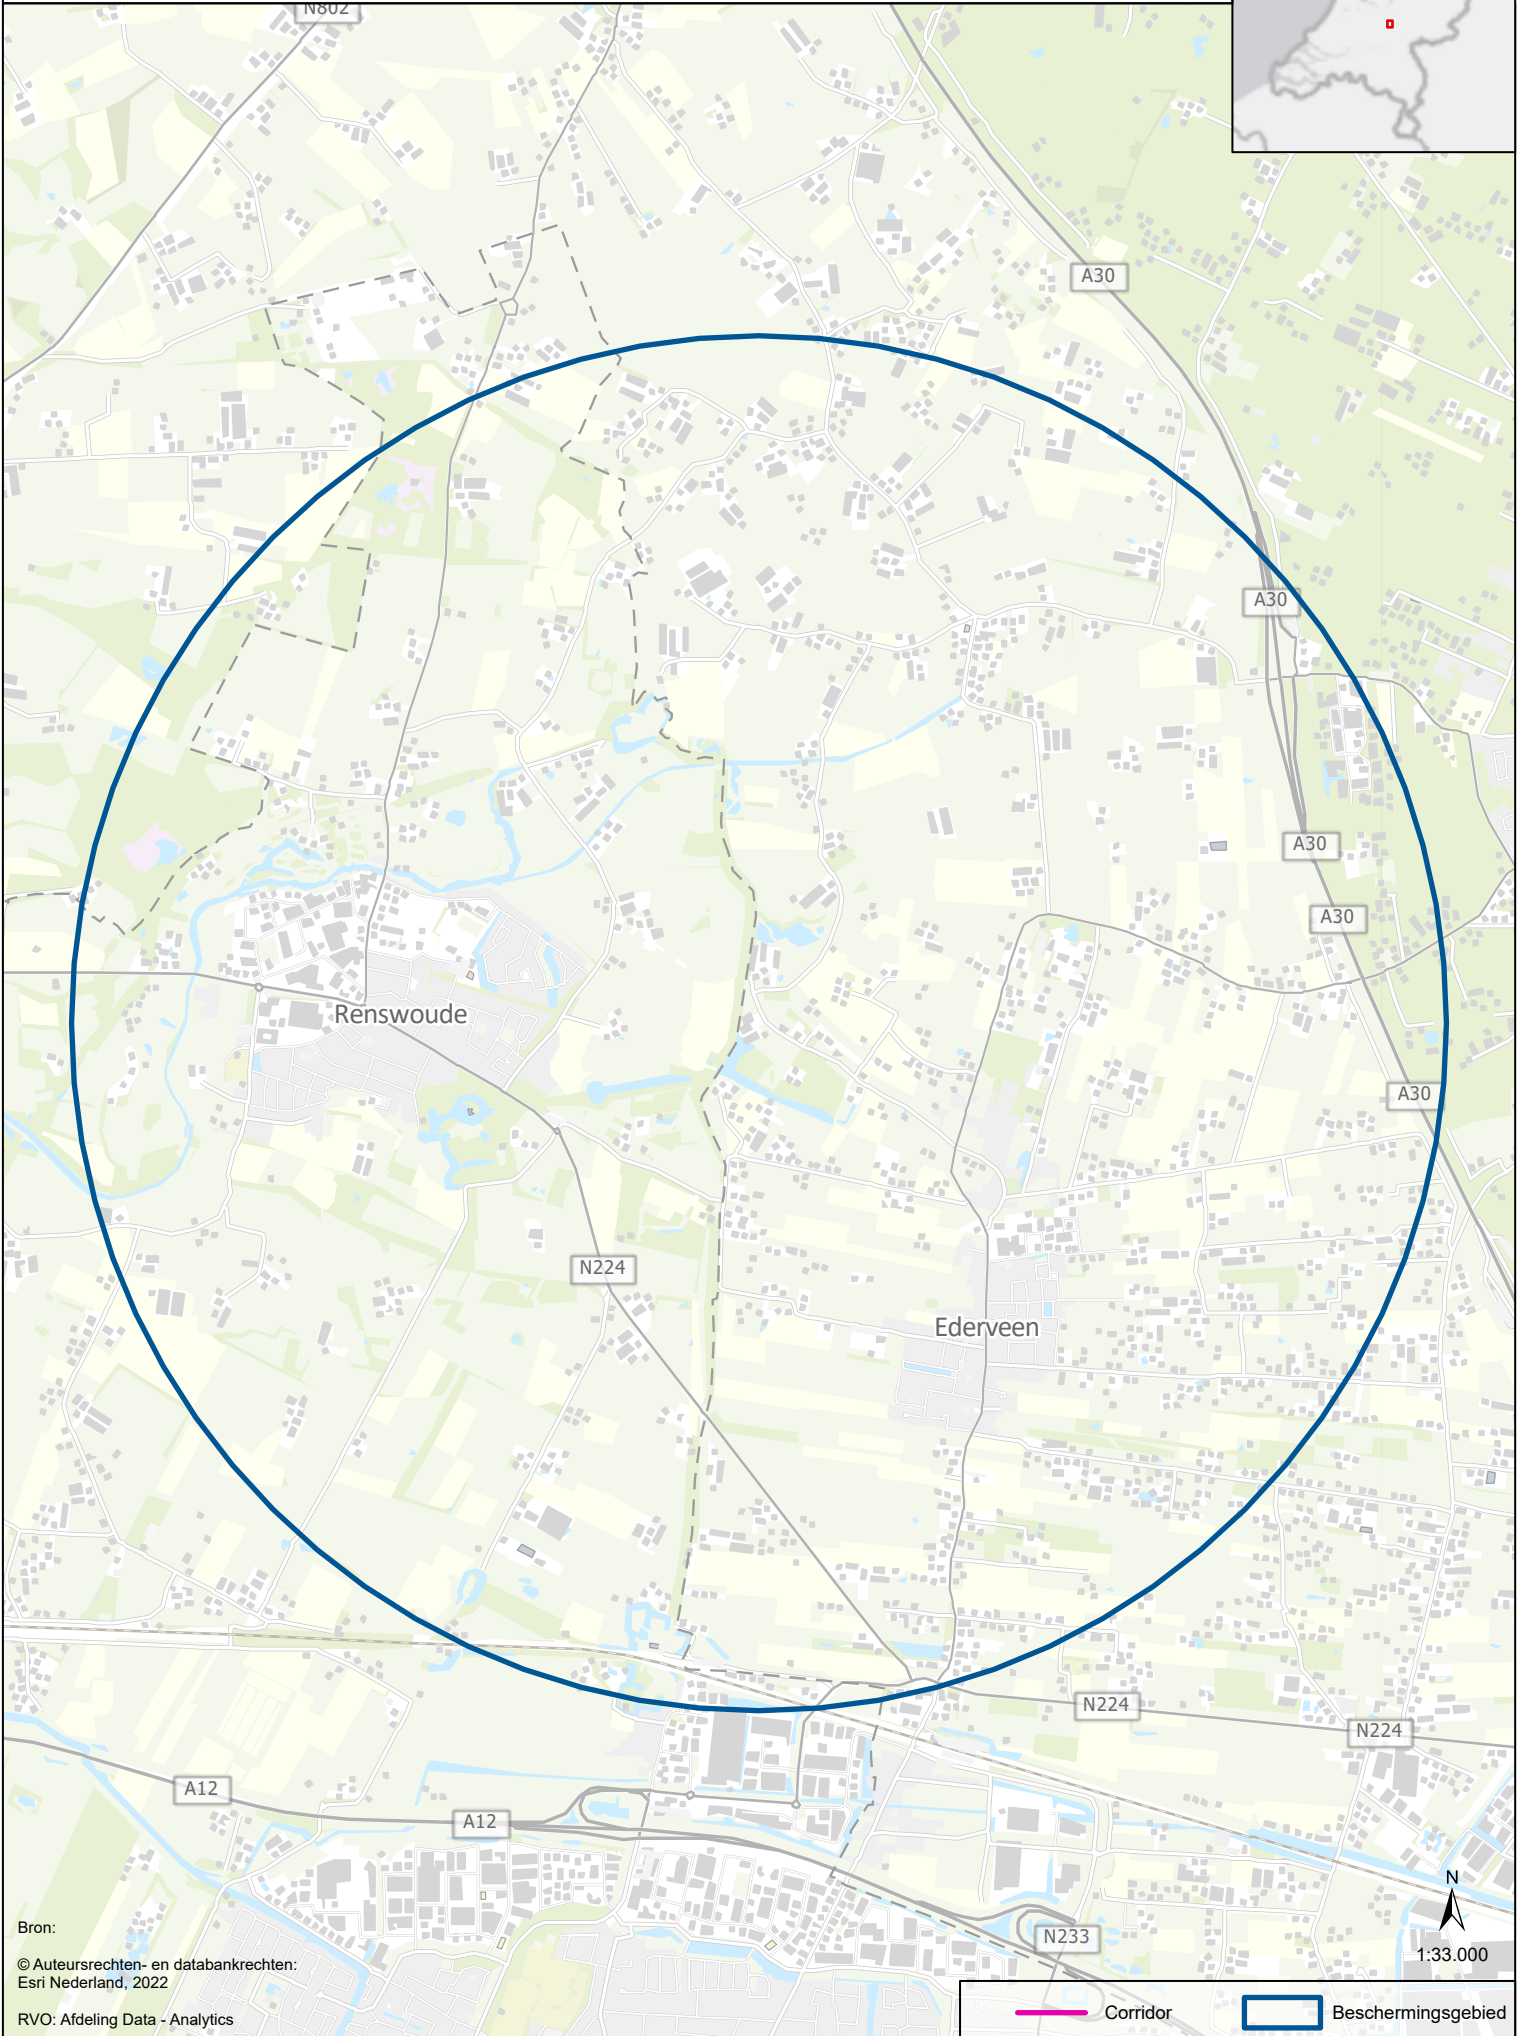 N802
A30
A30
A30
A30
Renswoude
A30
N224
Ederveen
N224
N224
A12
A12
N233
Bron:
© Auteursrechten- en databankrechten:
Esri Nederland, 2022
RVO: Afdeling Data - Analytics
N
1:33.000
Corridor
Beschermingsgebied